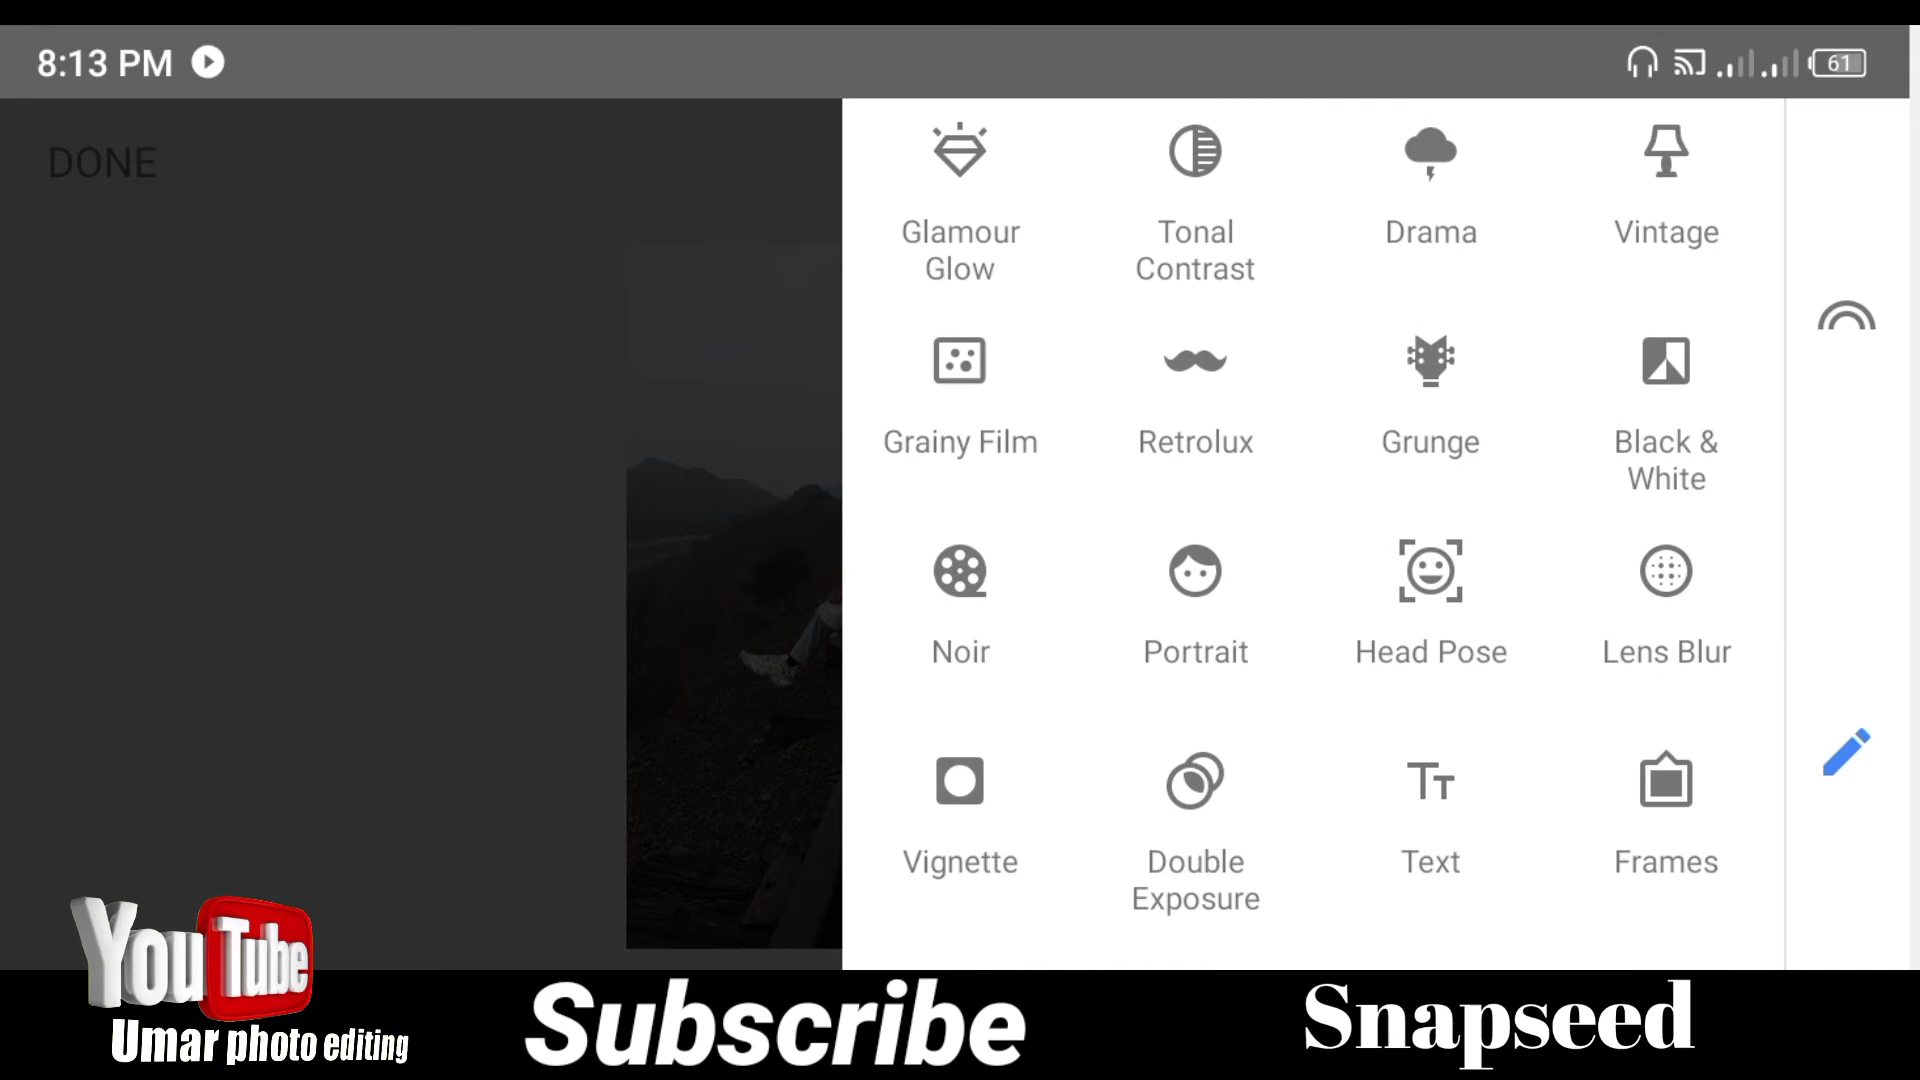 8:13 PM
61
DONE
Glamour
Glow
Tonal
Contrast
Drama
Vintage
Grainy Film
Retrolux
Grunge
Black &
White
Noir
Portrait
Head Pose
Lens Blur
Vignette
Double
Exposure
Text
Frames
YouTube
Umar photo editing
Subscribe
Snapseed